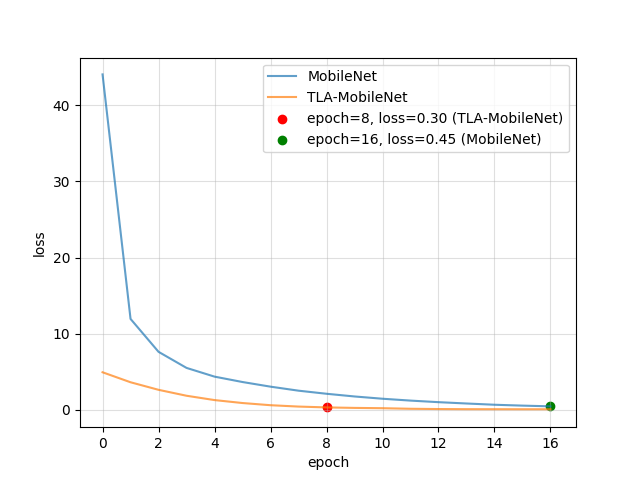 MobileNet
TLA-MobileNet
epoch=8, loss=0.30 (TLA-MobileNet)
epoch=16, loss=0.45 (MobileNet)
40
30
20
10
0
loss
0 2 4 6 8 10 12 14 16
epoch